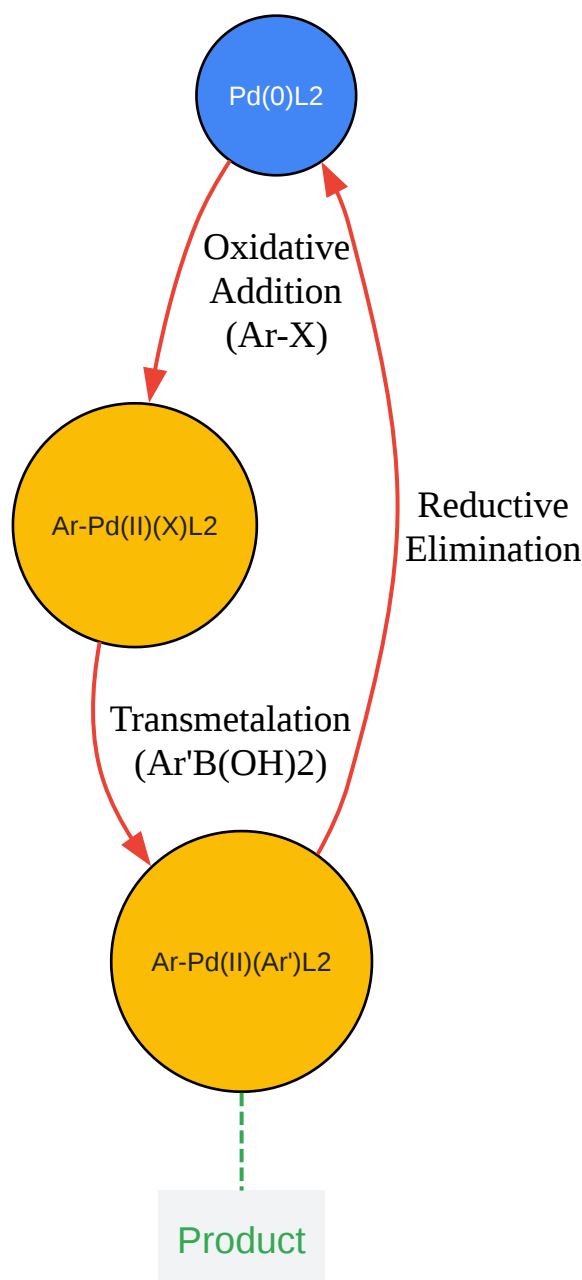 Pd(0)L2
Oxidative
Addition
(Ar-X)
Ar-Pd(II)(X)L2
Reductive
Elimination
Transmetalation
(Ar'B(OH)2)
Ar-Pd(II)(Ar')L2
Product